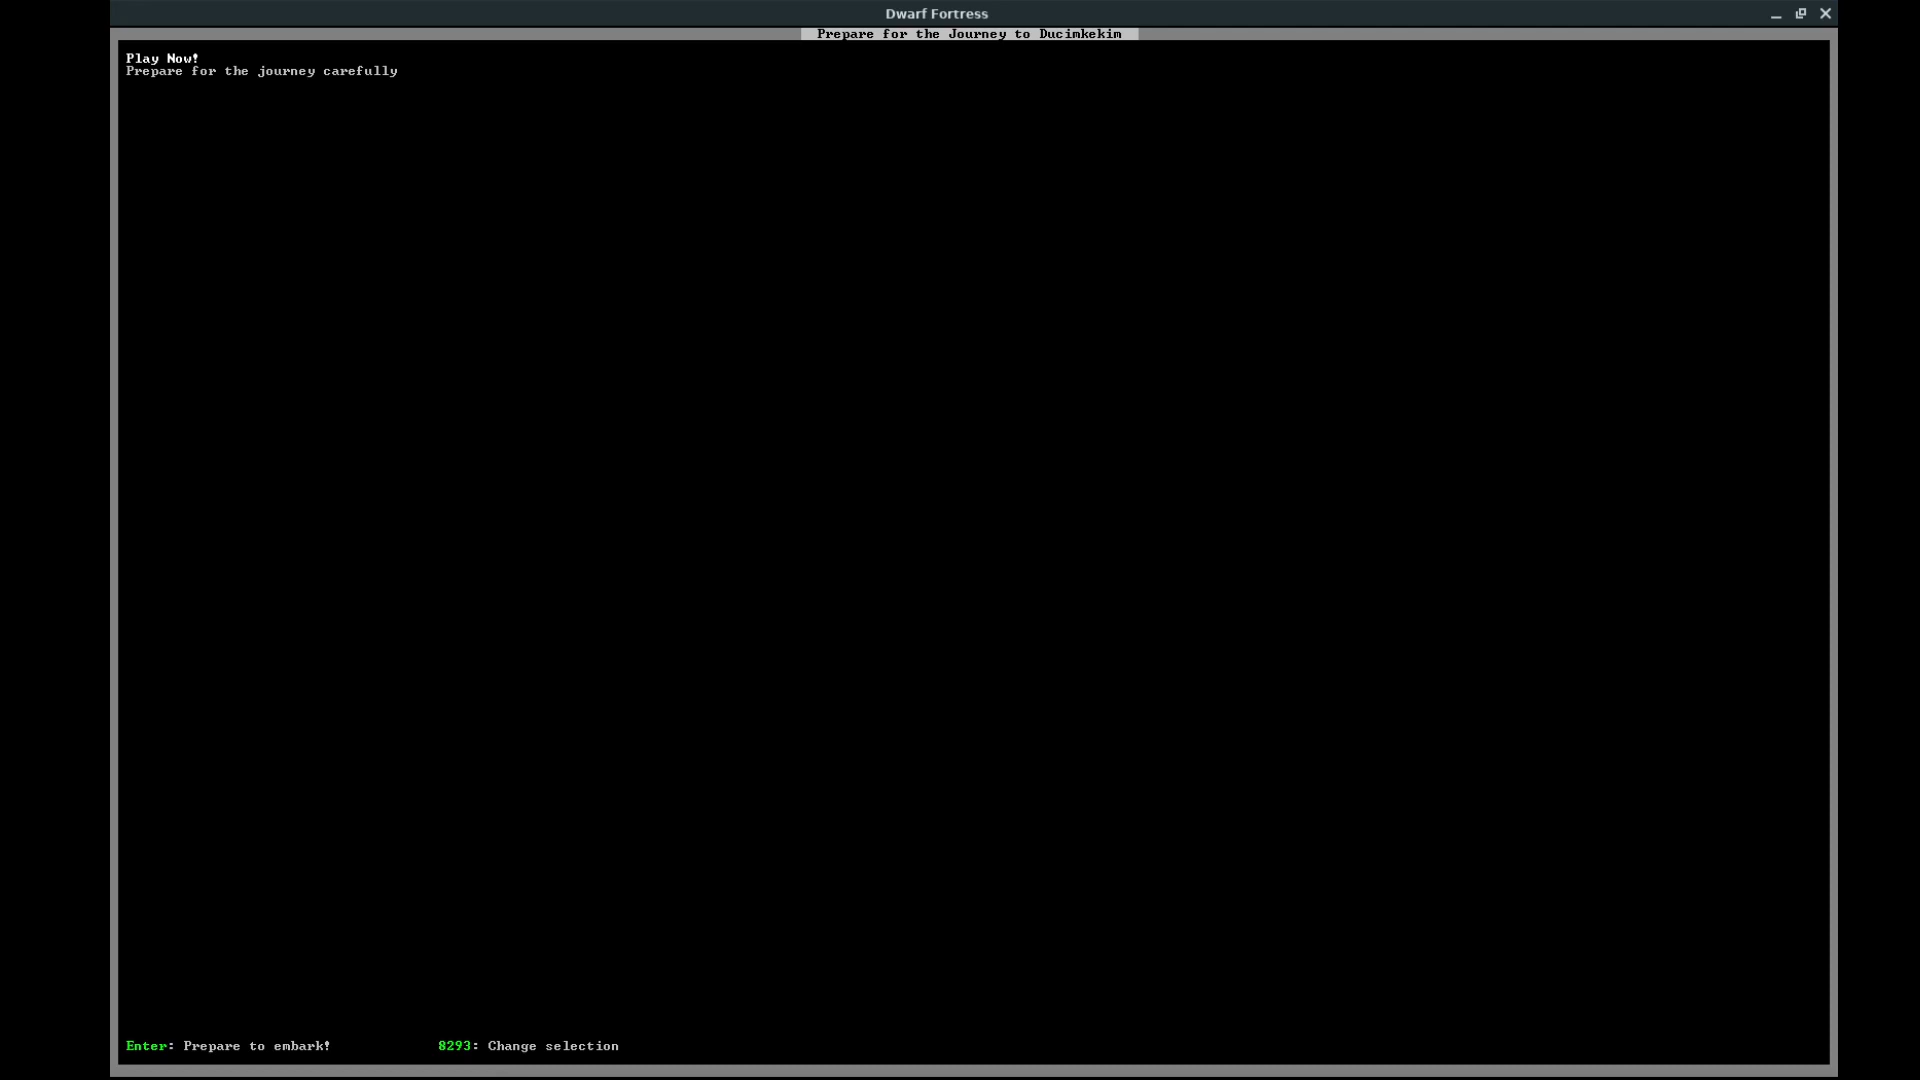 Dwarf Fortress
Prepare for the Journey to Ducimkekim
Play Now!
Prepare for the journey carefully
Enter: Prepare to embark! 8293: Change selection